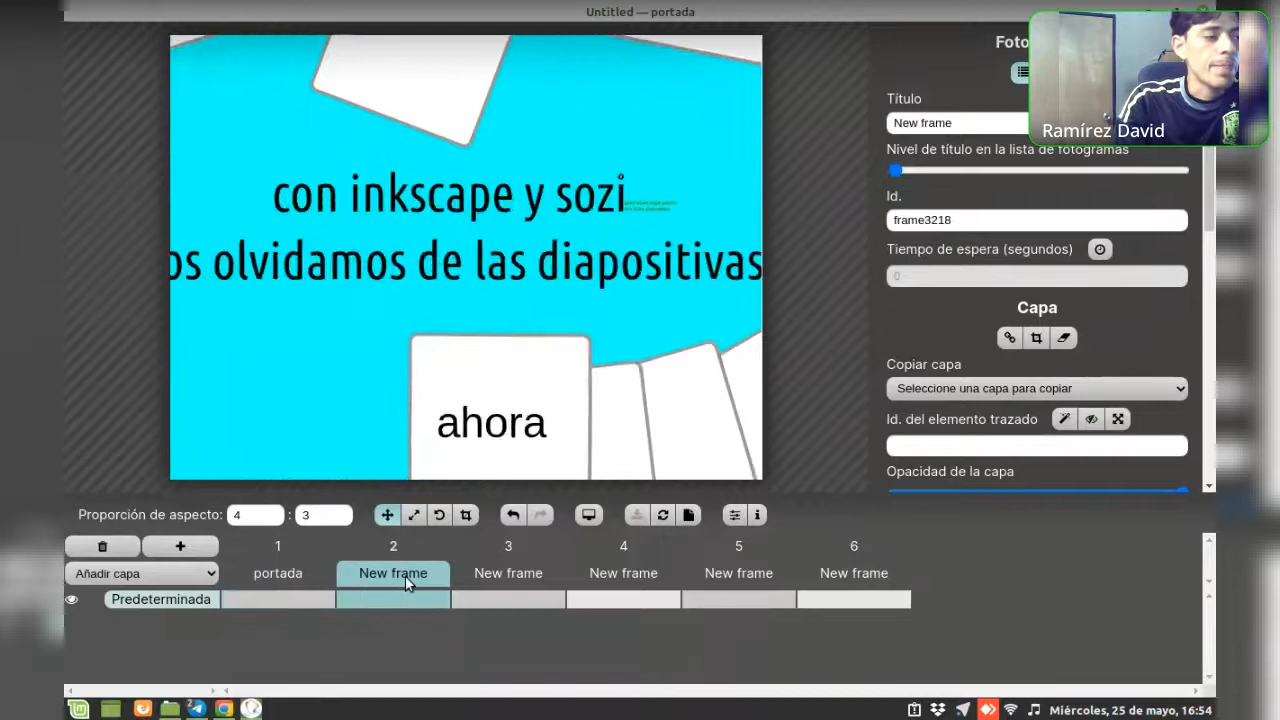 Untitled — portada
con inkscape y sozi
os olvidamos de las diapositivas
ahora
Ramírez David
Título
New frame
Nivel de título en la lista de fotogramas
Id.
frame3218
Tiempo de espera (segundos)
0
Capa
Copiar capa
Seleccione una capa para copiar
Id. del elemento trazado
Opacidad de la capa
Proporción de aspecto: 4 : 3
1 2 3 4 5 6
Añadir capa portada New frame New frame New frame New frame New frame
Predeterminada
2
Miércoles, 25 de mayo, 16:54